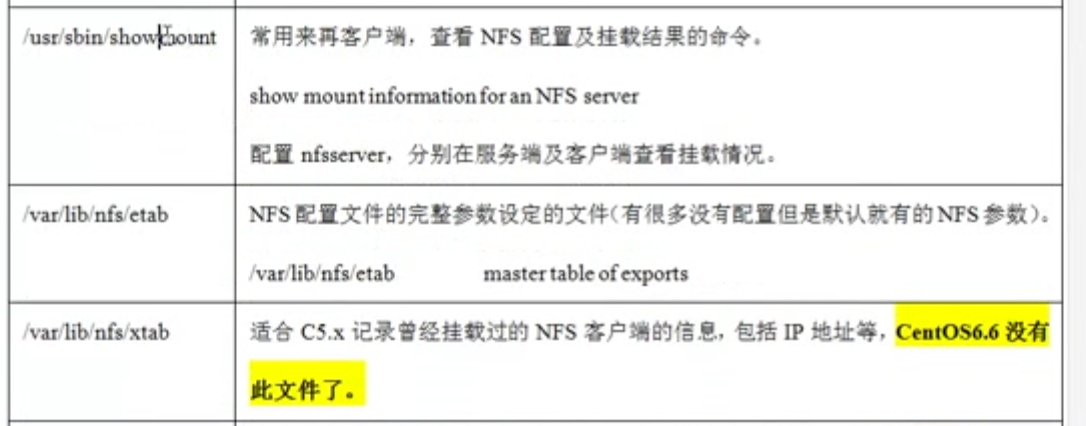 /usr/sbin/showmount
常用来再客户端，查看 NFS 配置及挂载结果的命令。
show mount information for an NFS server
配置 nfsserver，分别在服务端及客户端查看挂载情况。
/var/lib/nfs/etab
NFS 配置文件的完整参数设定的文件（有很多没有配置但是默认就有的 NFS 参数）。
/var/lib/nfs/etab master table of exports
/var/lib/nfs/xtab
适合 C5.x 记录曾经挂载过的 NFS 客户端的信息，包括 IP 地址等，CentOS6.6 没有
此文件了。